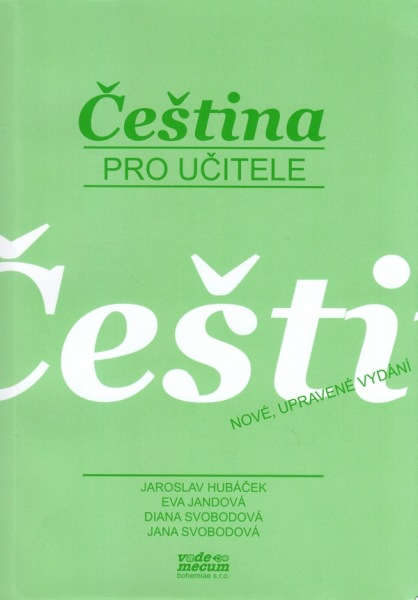 Čeština
PRO UČITELE
Češti
NOVÉ, UPRAVENÉ VYDÁNÍ
JAROSLAV HUBÁČEK
EVA JANDOVÁ
DIANA SVOBODOVÁ
JANA SVOBODOVÁ
vade
mecum
bohemiae s.r.o.